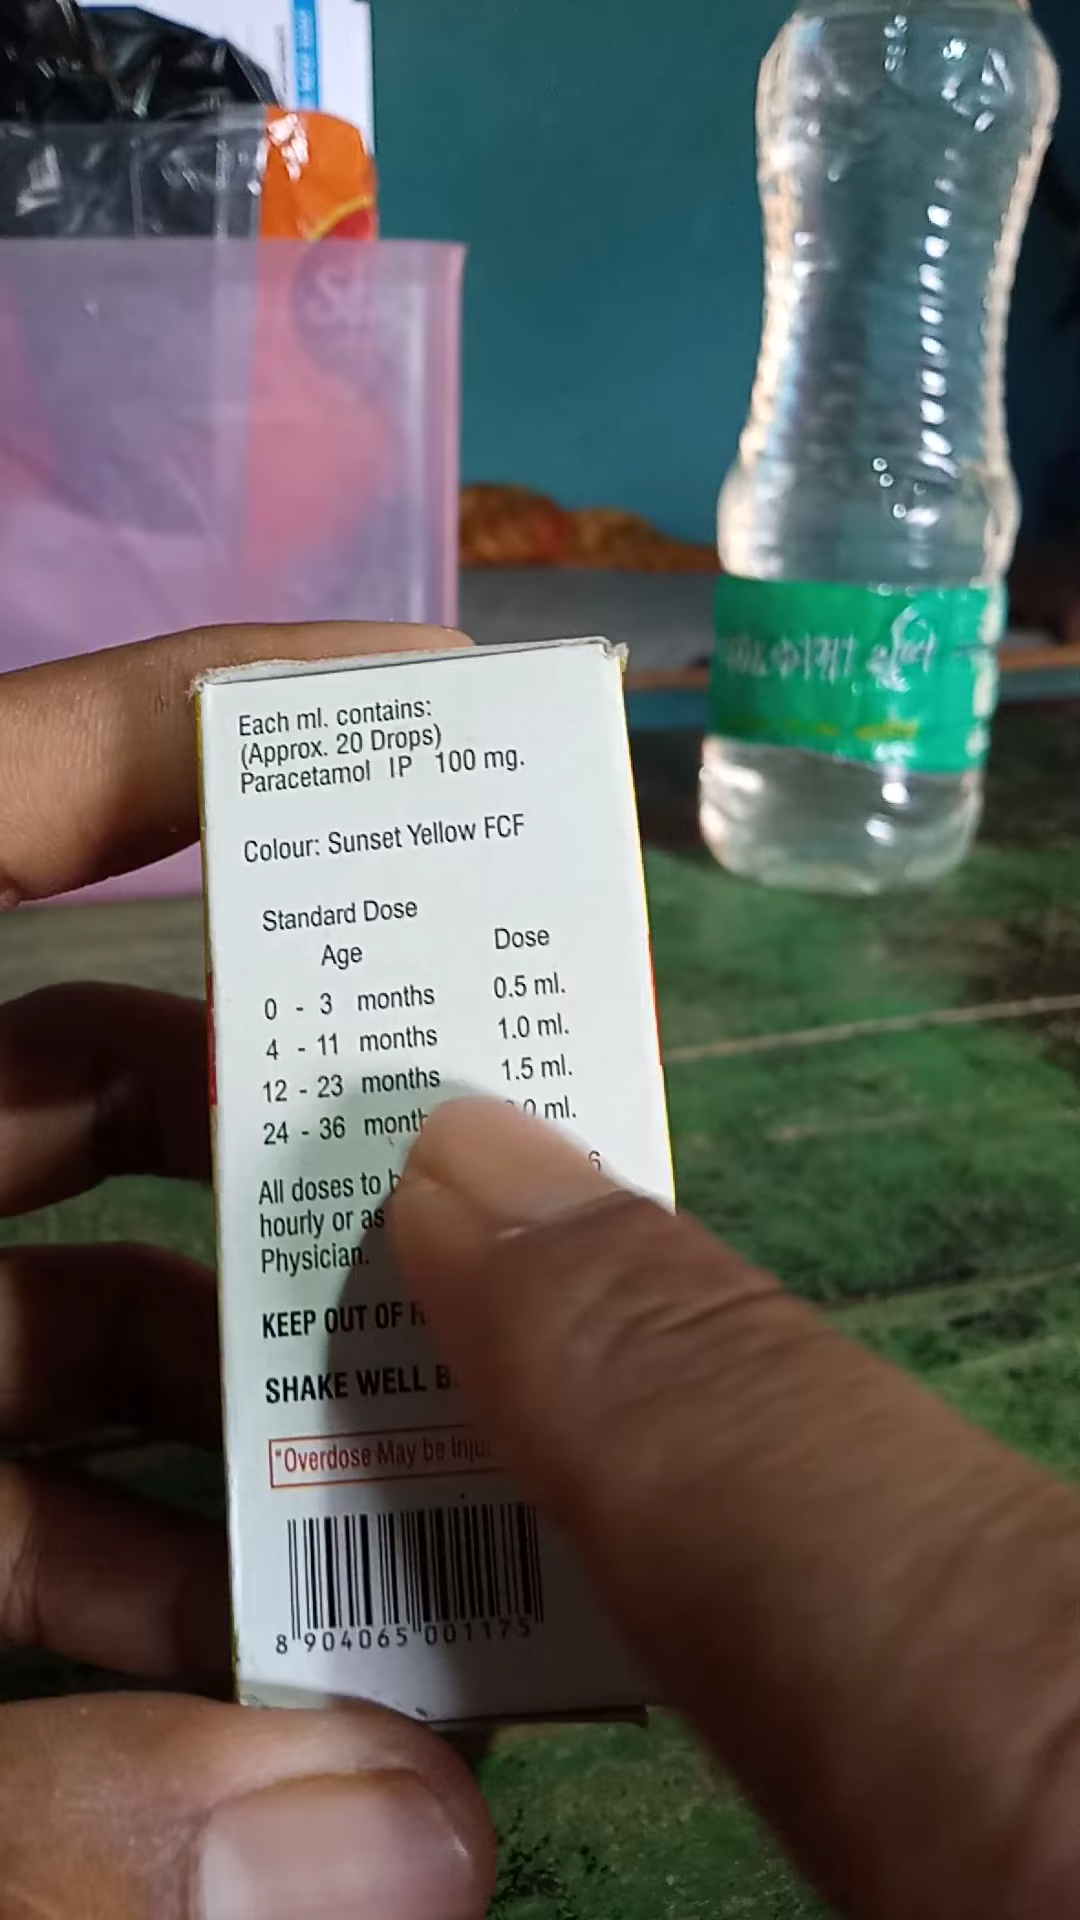 Each ml. contains:
(Approx. 20 Drops)
Paracetamol IP 100 mg.
Colour: Sunset Yellow FCF
Standard Dose
Age Dose
0 - 3 months 0.5 ml.
4 - 11 months 1.0 ml.
12 - 23 months 1.5 ml.
24 - 36 ml.
All doses to 6
hourly or as
Physician.
KEEP OUT OF
SHAKE WELL
"Overdose May be
8 904065 001175